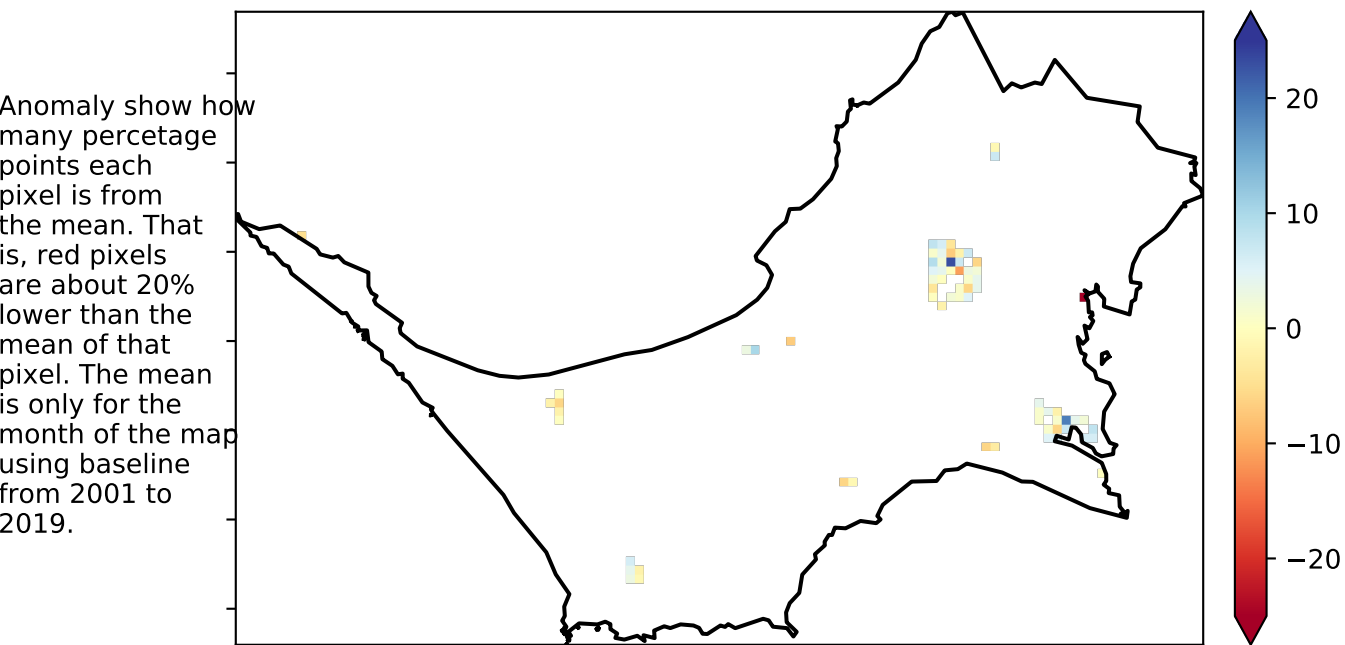 Anomaly show how
many percetage
points each
pixel is from
the mean. That
is, red pixels
are about 20%
lower than the
mean of that
pixel. The mean
is only for the
month of the map
using baseline
from 2001 to
2019.
20
10
0
−10
−20